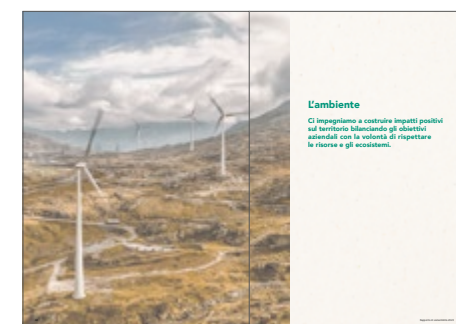 L'ambiente
Ci impegniamo a costruire impatti positivi
sul territorio bilanciando gli obiettivi
aziendali con la volontà di rispettare
le risorse e gli ecosistemi.